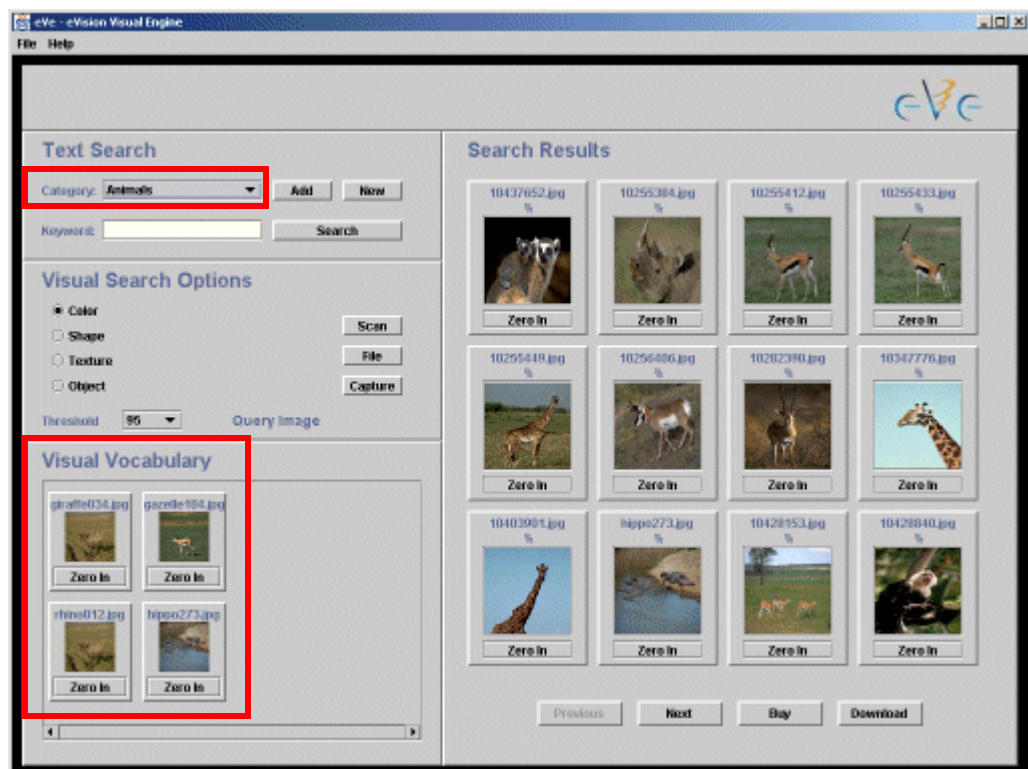 eVe - eVision Visual Engine
File Help
eVe
Text Search
Category: Animals Add New
Keyword: Search
Visual Search Options
Color
Shape
Texture
Object
Scan
File
Capture
Threshold 95 Query Image
Visual Vocabulary
giraffe034.jpg gazelle184.jpg
Zero In Zero In
rhino012.jpg hippo273.jpg
Zero In Zero In
Search Results
10437652.jpg 10255384.jpg 10255412.jpg 10255433.jpg
% % % %
Zero In Zero In Zero In Zero In
10255449.jpg 10256486.jpg 10282390.jpg 10347776.jpg
% % % %
Zero In Zero In Zero In Zero In
10403901.jpg hippo273.jpg 10428153.jpg 10428840.jpg
% % % %
Zero In Zero In Zero In Zero In
Previous Next Buy Download